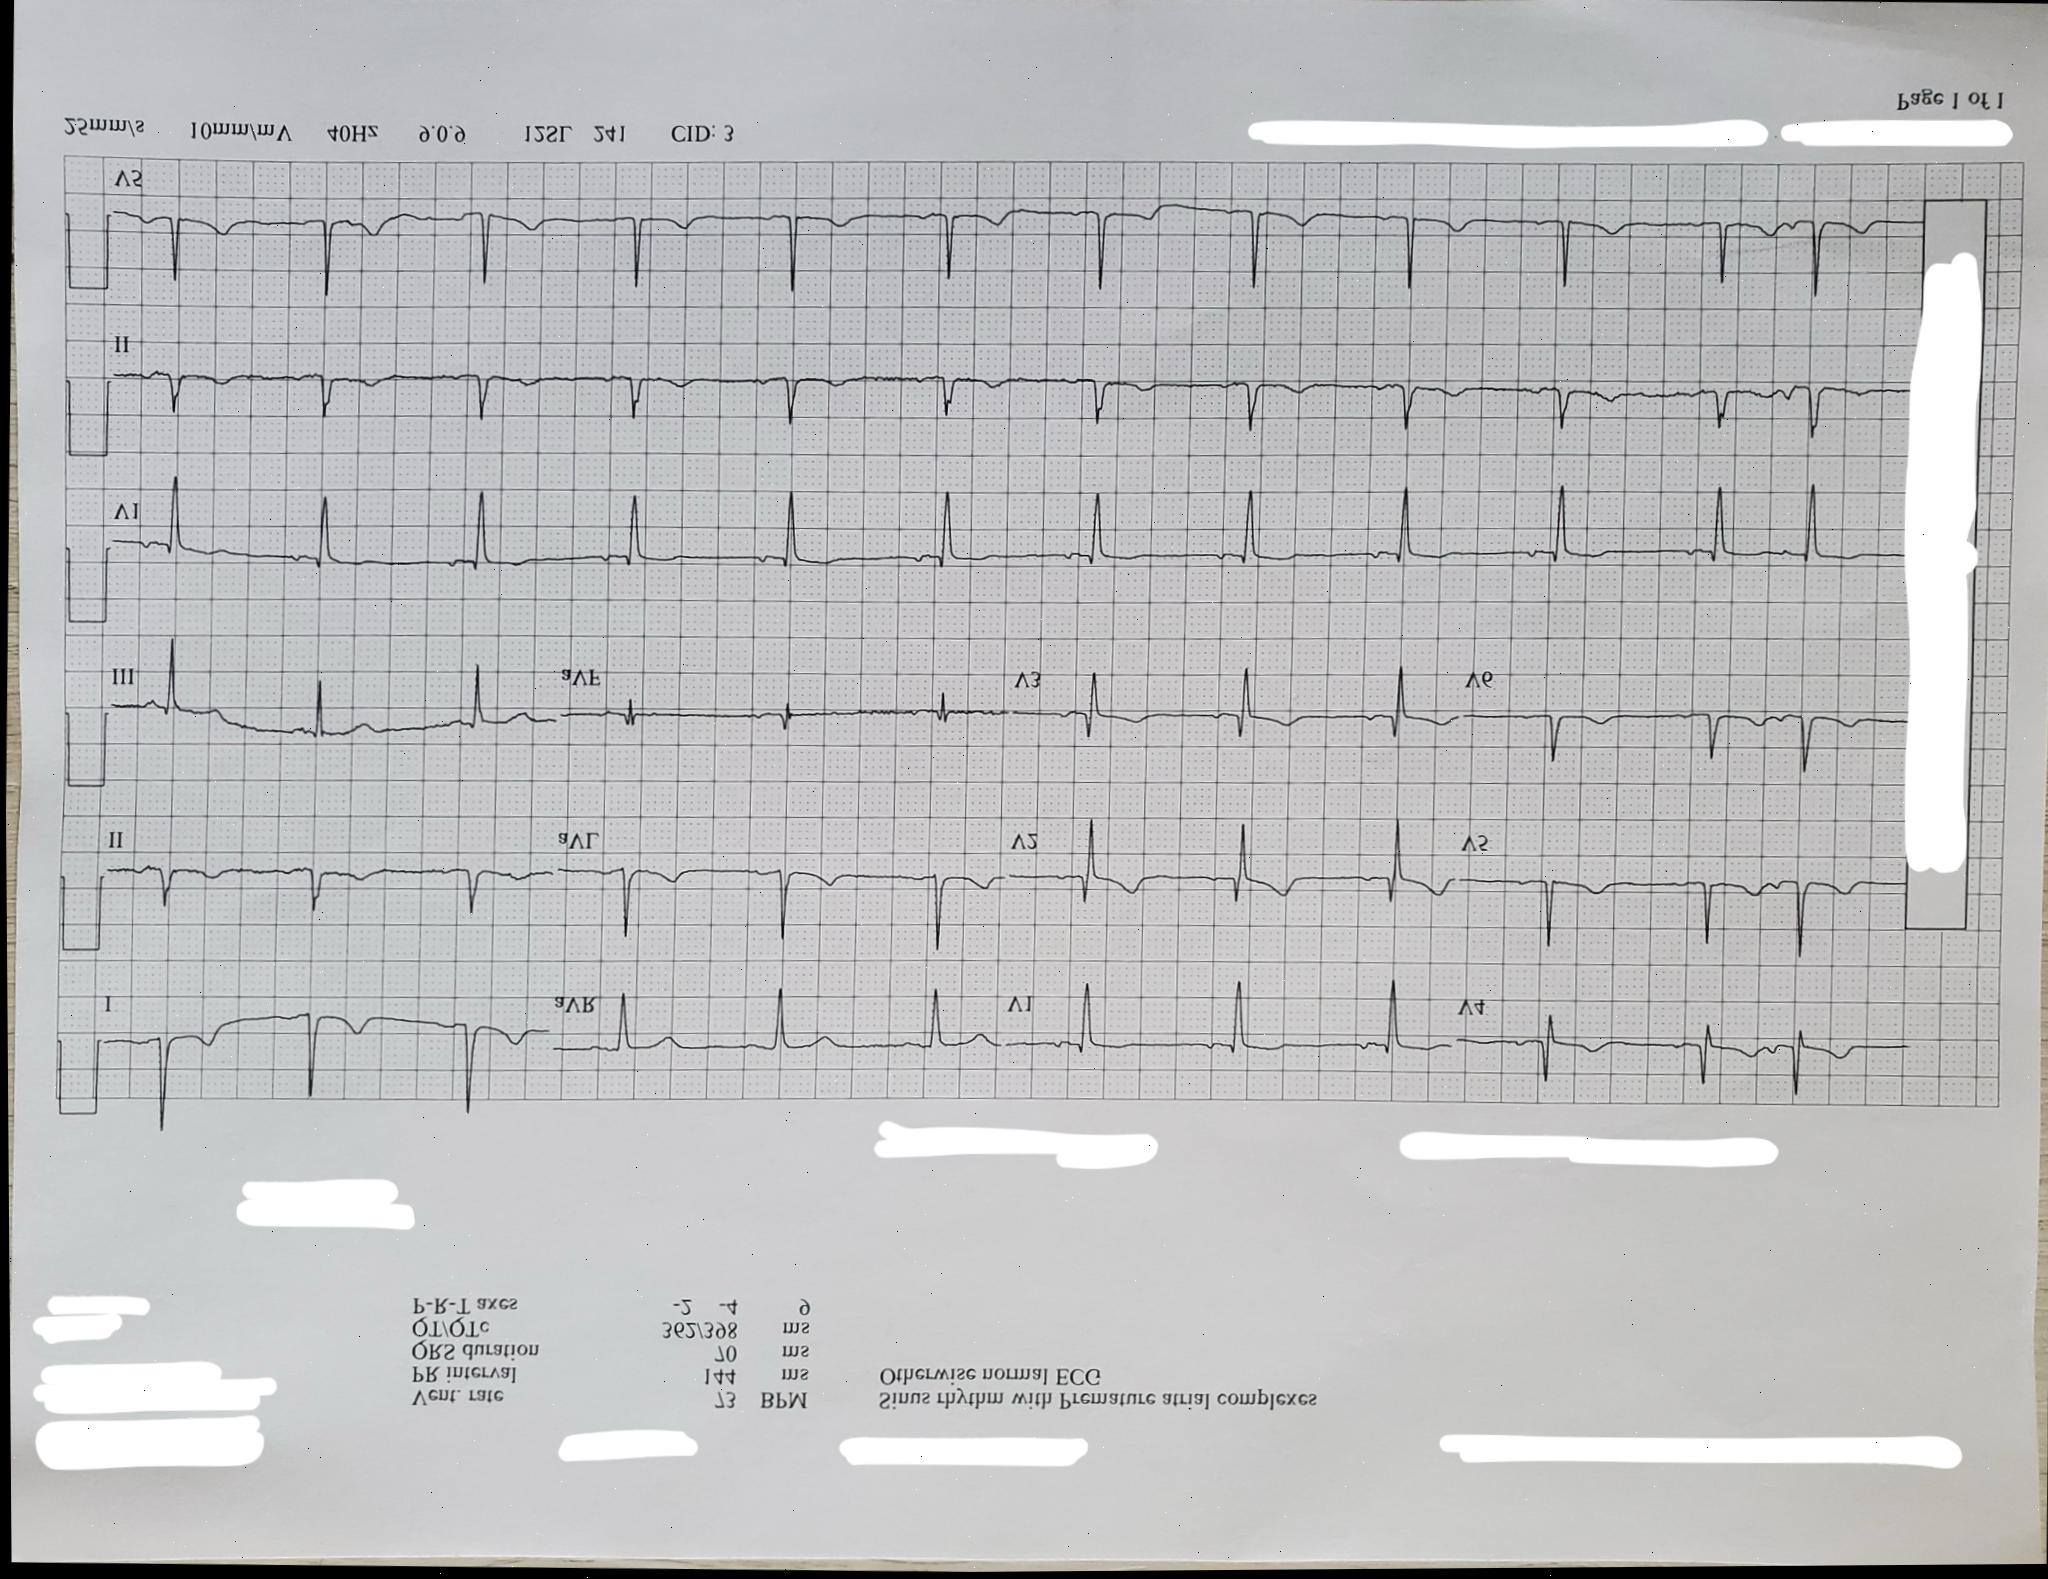 Vent. rate 73 BPM Sinus rhythm with Premature atrial complexes
PR interval 144 ms Otherwise normal ECG
QRS duration 70 ms
QT/QTc 362/398 ms
P-R-T axes -2 -4 9
I aVR V1 V4
II aVL V2 V5
III aVF V3 V6
V1
II
V5
25mm/s 10mm/mV 40Hz 9.0.9 12SL 241 CID: 3
Page 1 of 1